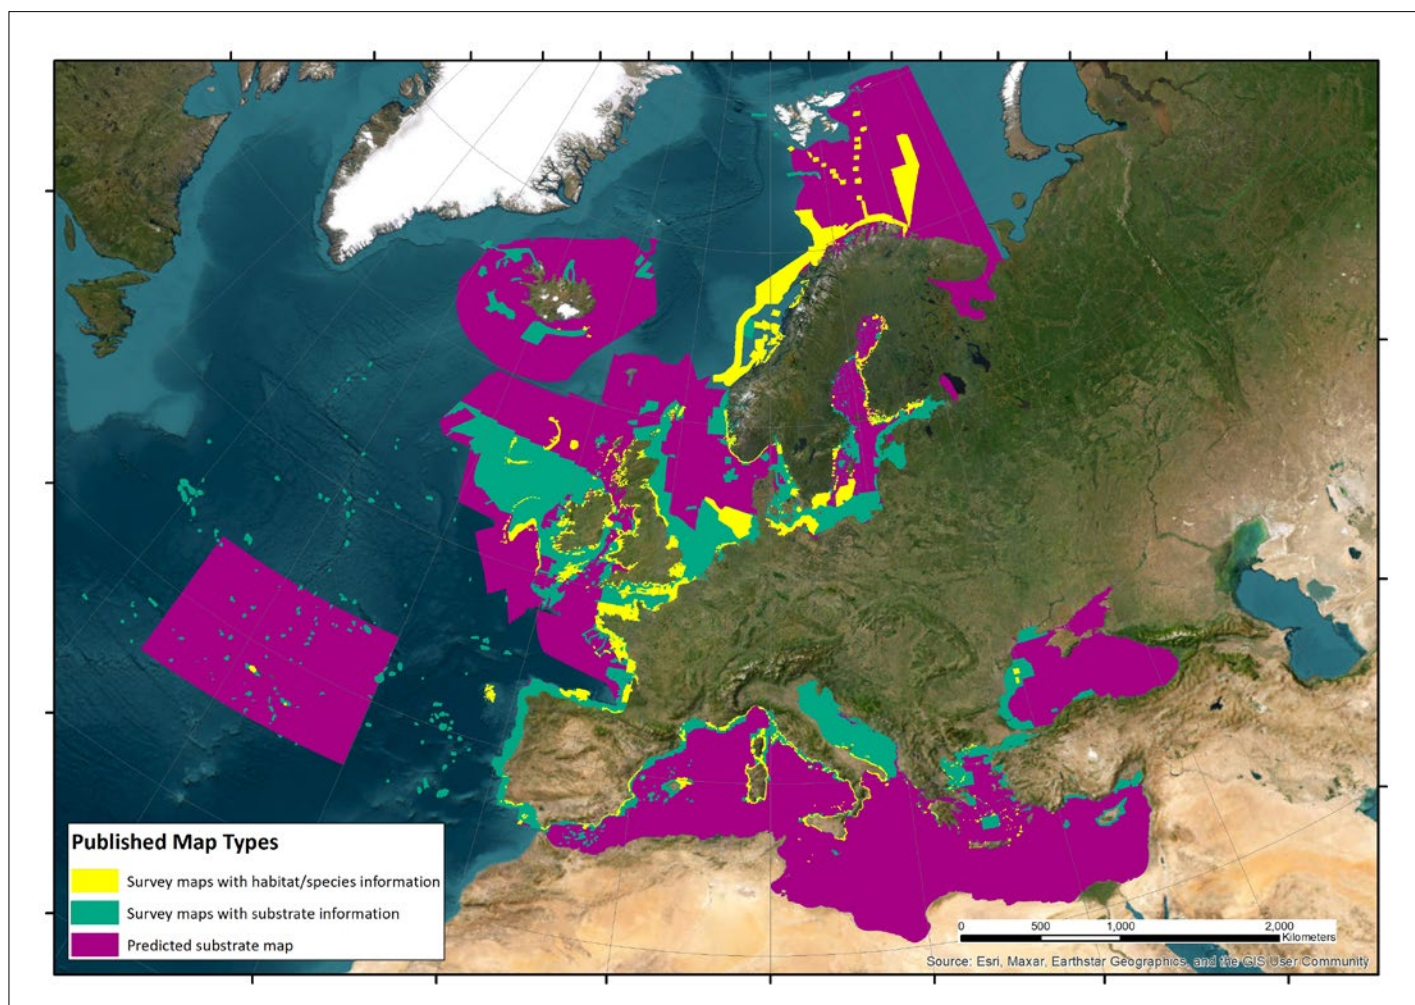 Published Map Types
Survey maps with habitat/species information
Survey maps with substrate information
Predicted substrate map
0 500 1,000 2,000
Kilometers
Source: Esri, Maxar, Earthstar Geographics, and the GIS User Community